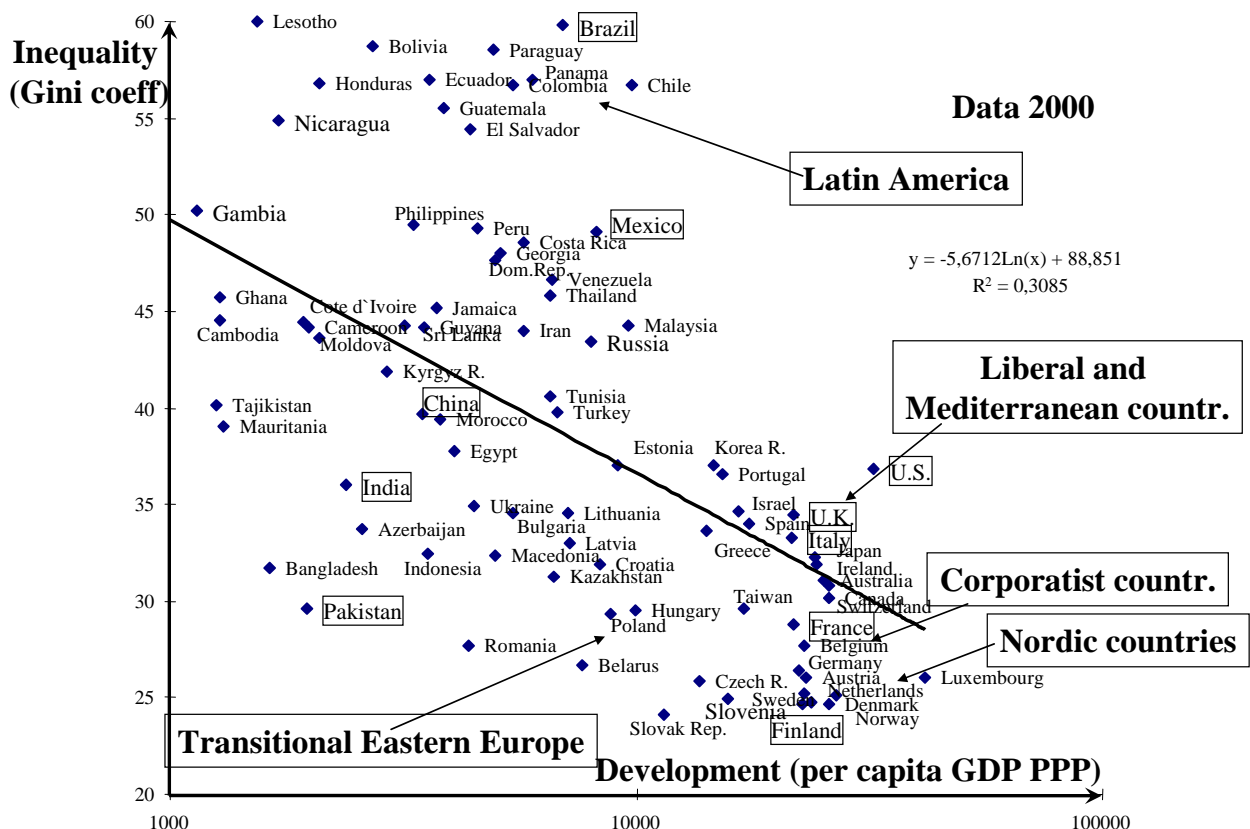 60
Lesotho
Brazil
Inequality
(Gini coeff)
Bolivia
Paraguay
Honduras
Ecuador
Panama
Colombia
Chile
Guatemala
Data 2000
55
Nicaragua
El Salvador
Latin America
50
Gambia
Philippines
Peru
Mexico
Costa Rica
Georgia
Dom.Rep.
Venezuela
y = -5,6712Ln(x) + 88,851
R² = 0,3085
Ghana
Thailand
Cote d`Ivoire
Jamaica
45
Cambodia
Cameroon
Guyana
Sri Lanka
Iran
Malaysia
Moldova
Russia
Kyrgyz R.
Liberal and
Mediterranean countr.
China
Tunisia
40
Tajikistan
Turkey
Mauritania
Morocco
Egypt
Estonia
Korea R.
Portugal
U.S.
India
35
Ukraine
Bulgaria
Lithuania
Israel
Spain
U.K.
Azerbaijan
Greece
Italy
Latvia
Japan
Macedonia
Indonesia
Croatia
Ireland
Bangladesh
Kazakhstan
Australia
Corporatist countr.
30
Taiwan
Canada
Switzerland
Pakistan
Hungary
Poland
France
Nordic countries
Romania
Belgium
Belarus
Germany
Czech R.
Austria
Luxembourg
25
Sweden
Netherlands
Slovenia
Denmark
Slovak Rep.
Finland
Norway
Transitional Eastern Europe
Development (per capita GDP PPP)
20
1000
10000
100000